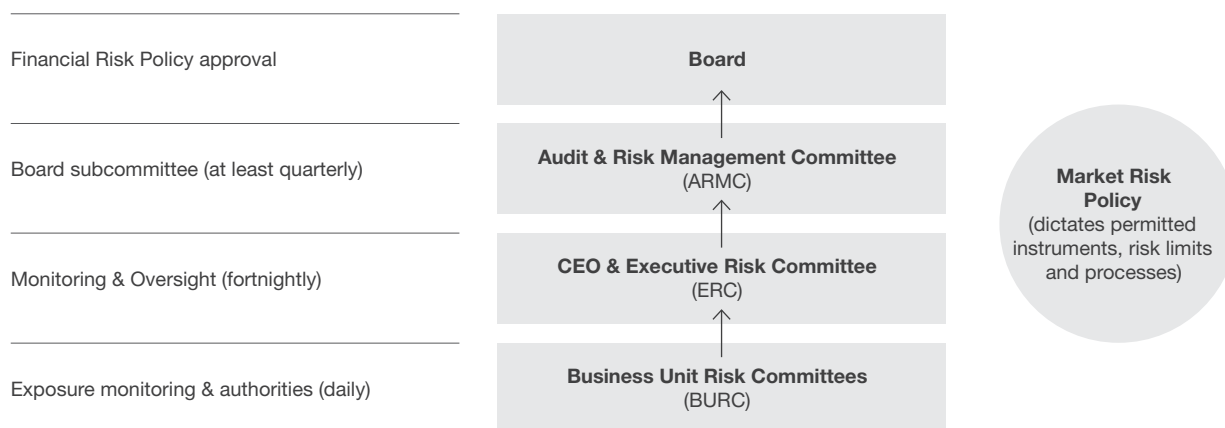 Financial Risk Policy approval
Board
Board subcommittee (at least quarterly)
Audit & Risk Management Committee
(ARMC)
Monitoring & Oversight (fortnightly)
CEO & Executive Risk Committee
(ERC)
Exposure monitoring & authorities (daily)
Business Unit Risk Committees
(BURC)
Market Risk
Policy
(dictates permitted
instruments, risk limits
and processes)